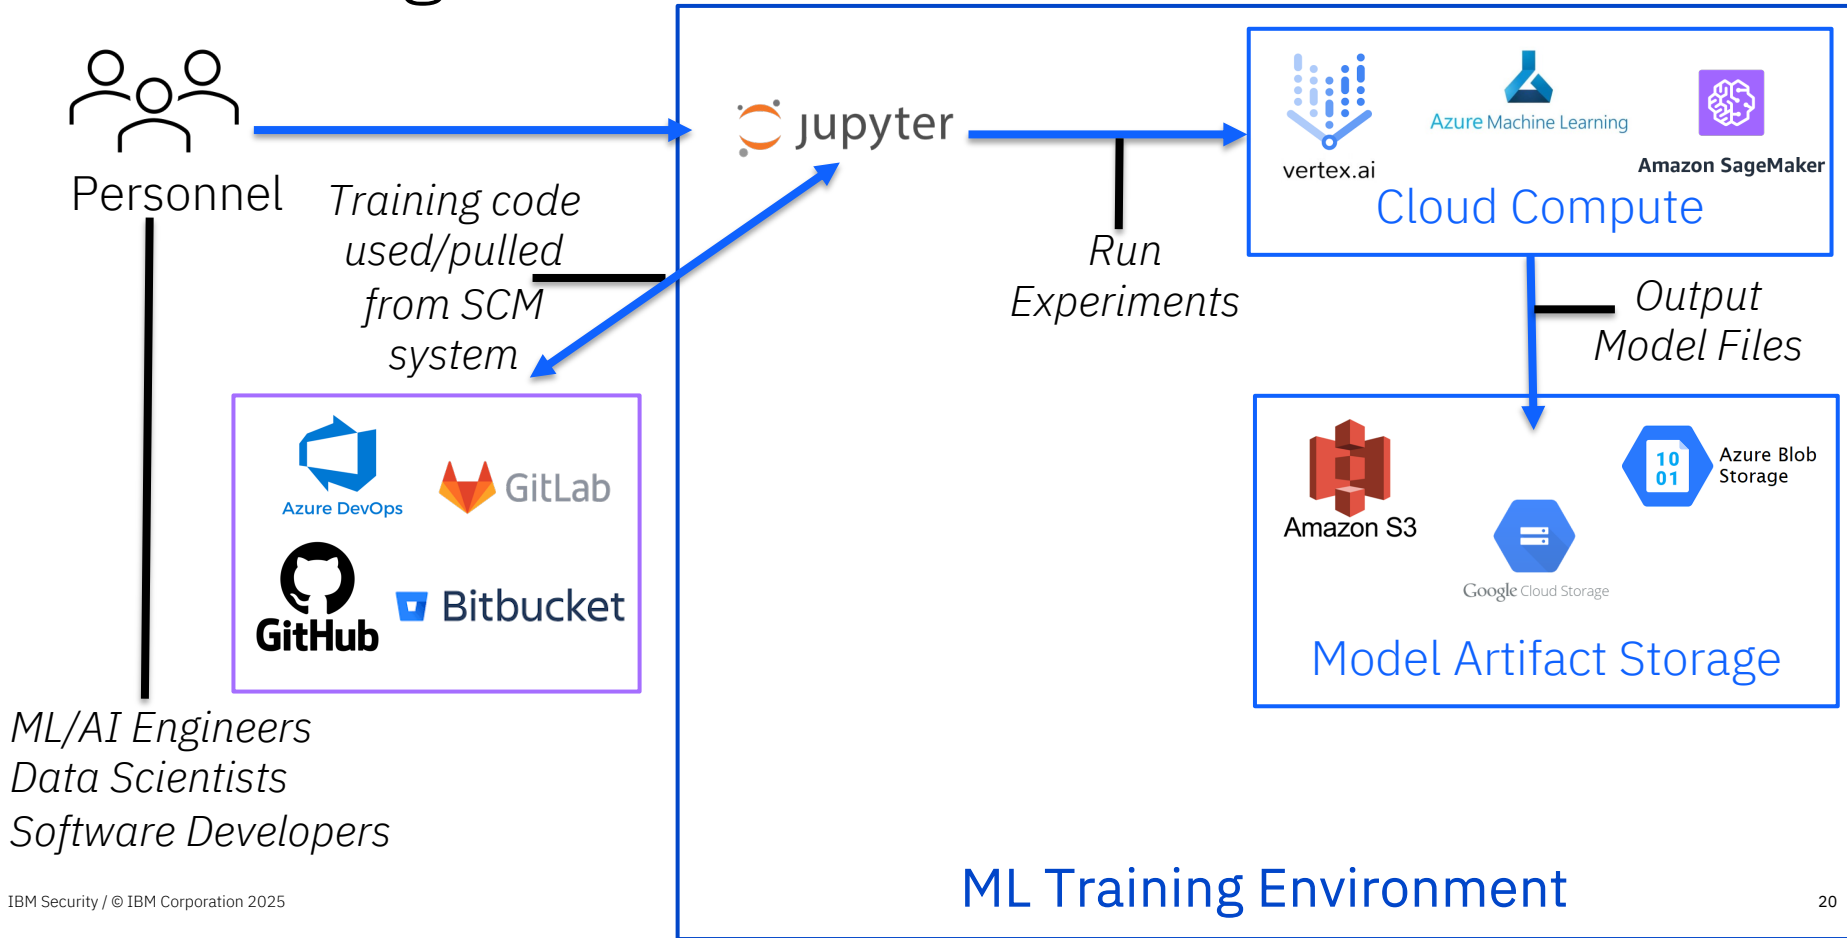 Personnel
Training code
used/pulled
from SCM
system
jupyter
Run
Experiments
vertex.ai
Azure Machine Learning
Amazon SageMaker
Cloud Compute
Output
Model Files
Azure DevOps
GitLab
GitHub
Bitbucket
Amazon S3
10
01
Azure Blob
Storage
Google Cloud Storage
Model Artifact Storage
ML/AI Engineers
Data Scientists
Software Developers
ML Training Environment
IBM Security / © IBM Corporation 2025
20